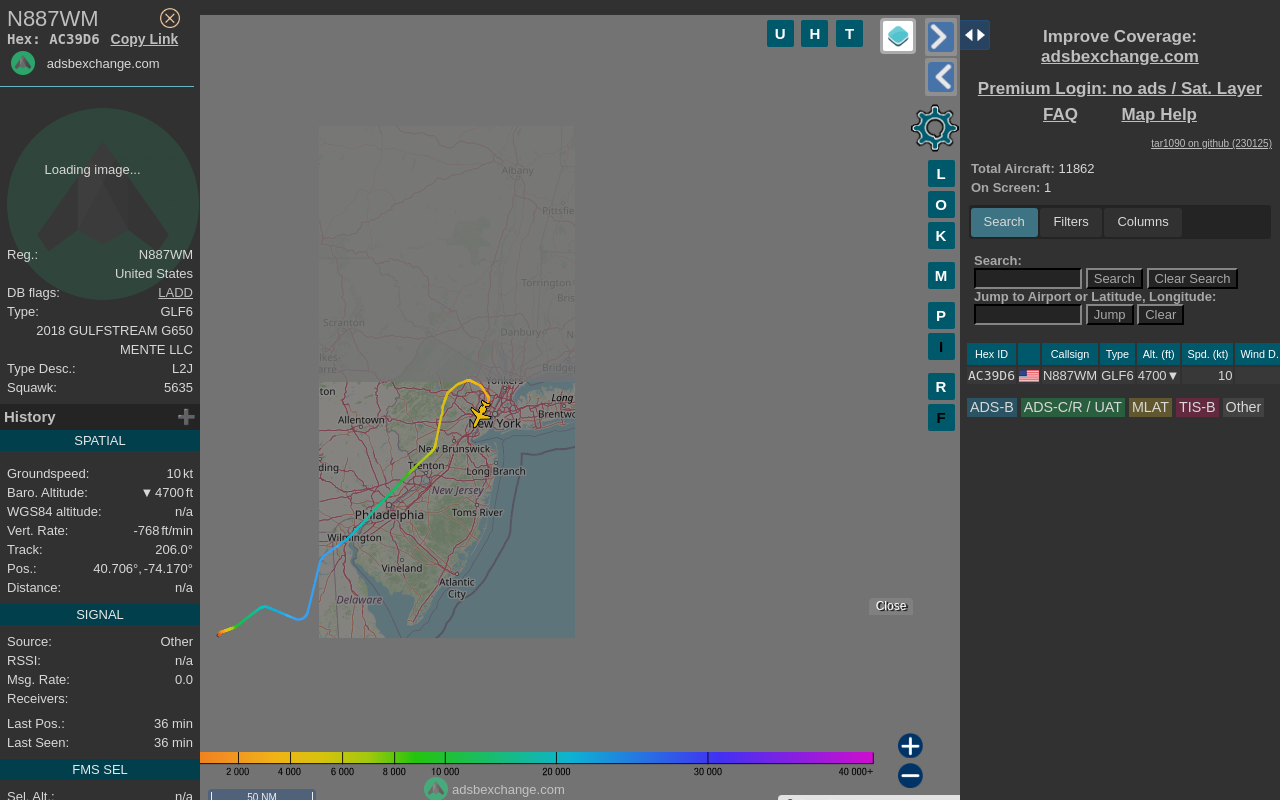 N887WM
Hex: AC39D6 Copy Link
adsbexchange.com
Loading image...
Reg.: N887WM
United States
DB flags: LADD
Type: GLF6
2018 GULFSTREAM G650
MENTE LLC
Type Desc.: L2J
Squawk: 5635
History
SPATIAL
Groundspeed: 10 kt
Baro. Altitude: ▼ 4700 ft
WGS84 altitude: n/a
Vert. Rate: -768 ft/min
Track: 206.0°
Pos.: 40.706°, -74.170°
Distance: n/a
SIGNAL
Source: Other
RSSI: n/a
Msg. Rate: 0.0
Receivers:
Last Pos.: 36 min
Last Seen: 36 min
FMS SEL
Sel. Alt.: n/a
U H T
L
O
K
M
P
I
R
F
Albany
Pittsfie
Torrington
Bris
Scranton
Danbury
N
lkes
arre
Bridge
Yonkers
ton
Long
Allentown
Brentwo
New York
New Brunswick
ding
Trenton
Long Branch
New Jersey
Philadelphia
Toms River
Wilmington
Vineland
Atlantic
City
Delaware
Close
2 000 4 000 6 000 8 000 10 000 20 000 30 000 40 000+
50 NM
adsbexchange.com
Improve Coverage:
adsbexchange.com
Premium Login: no ads / Sat. Layer
FAQ Map Help
tar1090 on github (230125)
Total Aircraft: 11862
On Screen: 1
Search Filters Columns
Search:
Search Clear Search
Jump to Airport or Latitude, Longitude:
Jump Clear
Hex ID Callsign Type Alt. (ft) Spd. (kt) Wind D.
AC39D6 N887WM GLF6 4700▼ 10
ADS-B ADS-C/R / UAT MLAT TIS-B Other